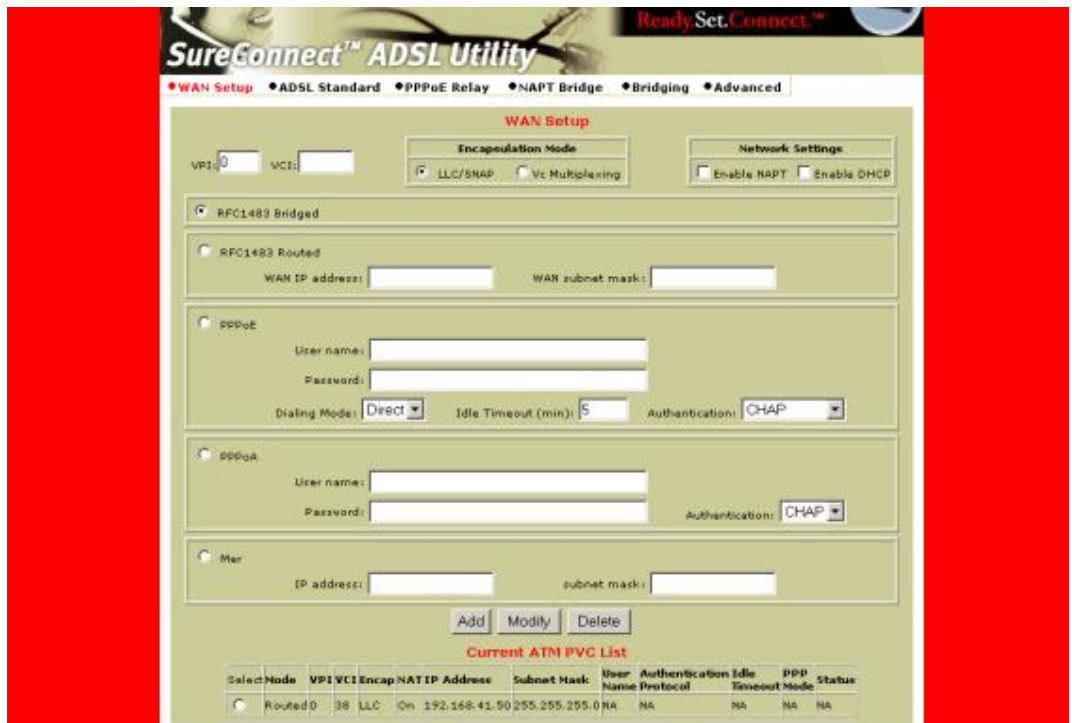 Ready.Set.Connect.™
SureConnect™ ADSL Utility
WAN Setup ADSL Standard PPPoE Relay NAPT Bridge Bridging Advanced
WAN Setup
Encapsulation Mode Network Settings
VPI: 0 VCI: LLC/SNAP Vc Multiplexing Enable NAPT Enable DHCP
RFC1483 Bridged
RFC1483 Routed
WAN IP address: WAN subnet mask:
PPPoE
User name:
Password:
Dialing Mode: Direct Idle Timeout (min): 5 Authentication: CHAP
PPPoA
User name:
Password: Authentication: CHAP
Mer
IP address: subnet mask:
Add Modify Delete
Current ATM PVC List
Select Mode VPI VCI Encap NAT IP Address Subnet Mask User Name Authentication Protocol Idle Timeout PPP Mode Status
Routed 0 38 LLC On 192.168.41.50 255.255.255.0 NA NA NA NA NA